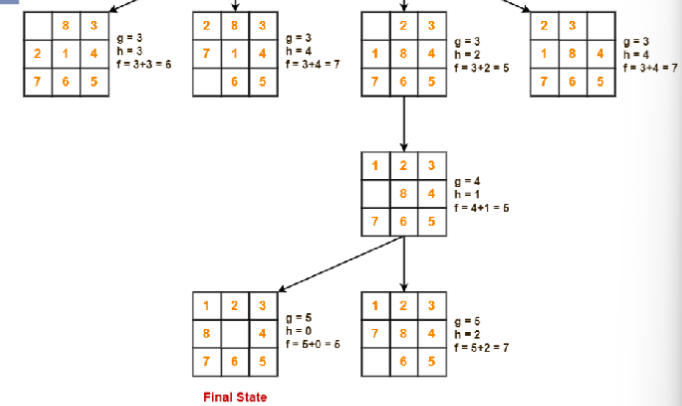 8 3
2 1 4
7 6 5
g = 3
h = 3
f = 3+3 = 6
2 8 3
7 1 4
6 5
g = 3
h = 4
f = 3+4 = 7
2 3
1 8 4
7 6 5
g = 3
h = 2
f = 3+2 = 5
2 3
1 8 4
7 6 5
g = 3
h = 4
f = 3+4 = 7
1 2 3
8 4
7 6 5
g = 4
h = 1
f = 4+1 = 5
1 2 3
8 4
7 6 5
g = 5
h = 0
f = 5+0 = 5
Final State
1 2 3
7 8 4
6 5
g = 5
h = 2
f = 5+2 = 7